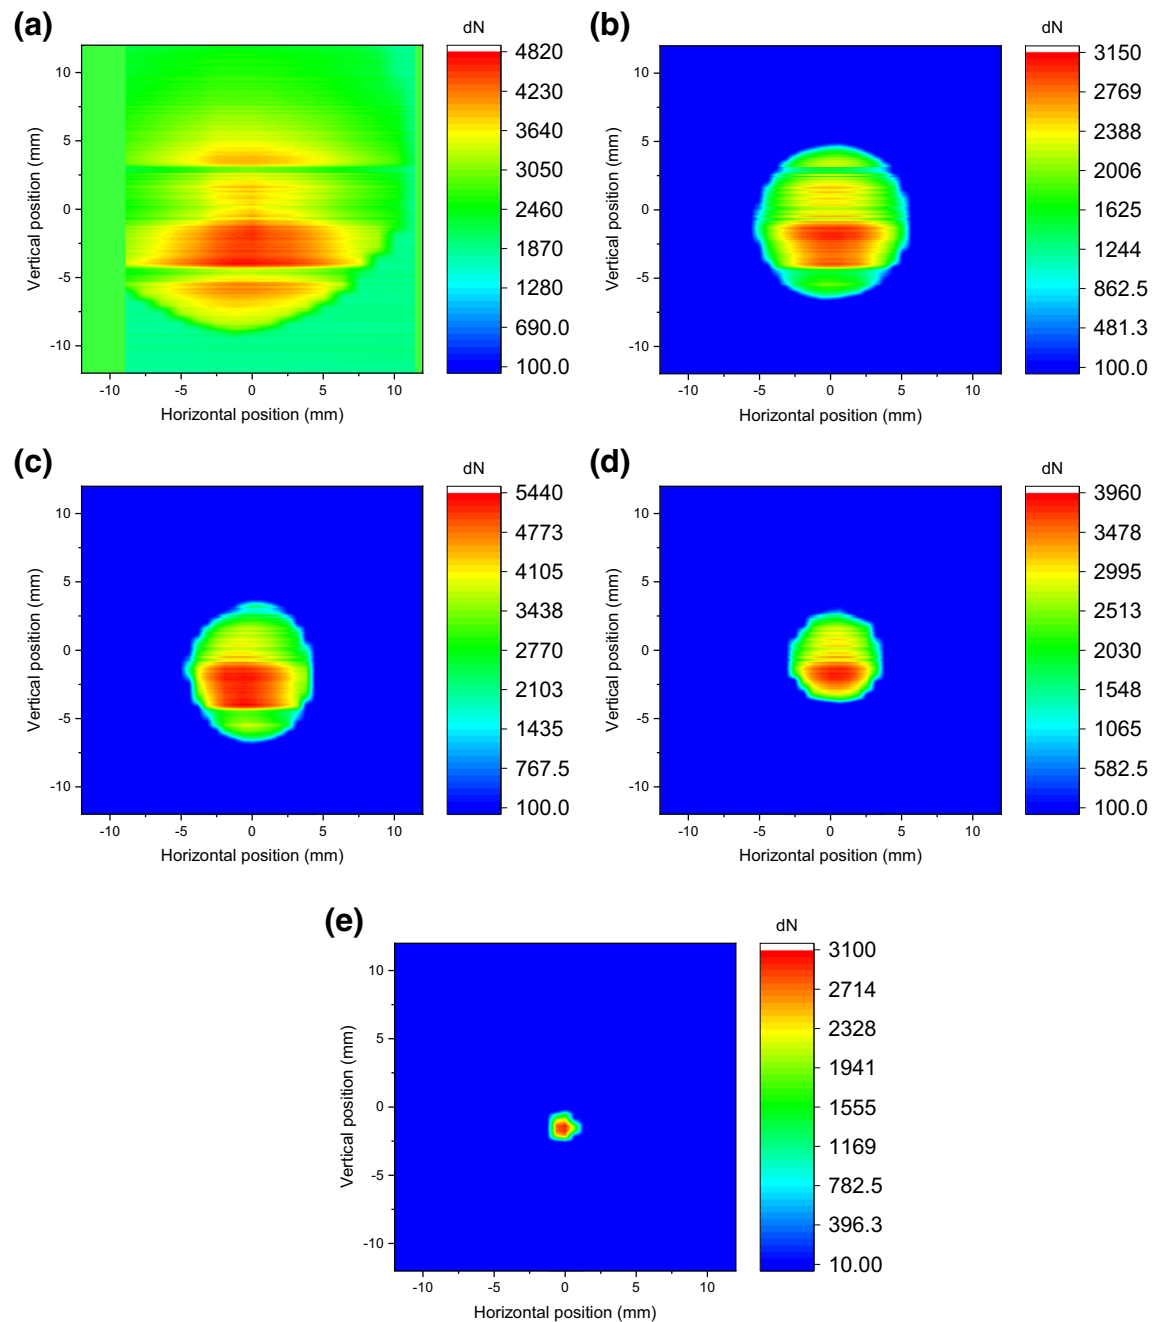 (a)
dN
10
5
0
-5
-10
Vertical position (mm)
-10 -5 0 5 10
Horizontal position (mm)
4820
4230
3640
3050
2460
1870
1280
690.0
100.0
(b)
dN
10
5
0
-5
-10
Vertical position (mm)
-10 -5 0 5 10
Horizontal position (mm)
3150
2769
2388
2006
1625
1244
862.5
481.3
100.0
(c)
dN
10
5
0
-5
-10
Vertical position (mm)
-10 -5 0 5 10
Horizontal position (mm)
5440
4773
4105
3438
2770
2103
1435
767.5
100.0
(d)
dN
10
5
0
-5
-10
Vertical position (mm)
-10 -5 0 5 10
Horizontal position (mm)
3960
3478
2995
2513
2030
1548
1065
582.5
100.0
(e)
dN
10
5
0
-5
-10
Vertical position (mm)
-10 -5 0 5 10
Horizontal position (mm)
3100
2714
2328
1941
1555
1169
782.5
396.3
10.00